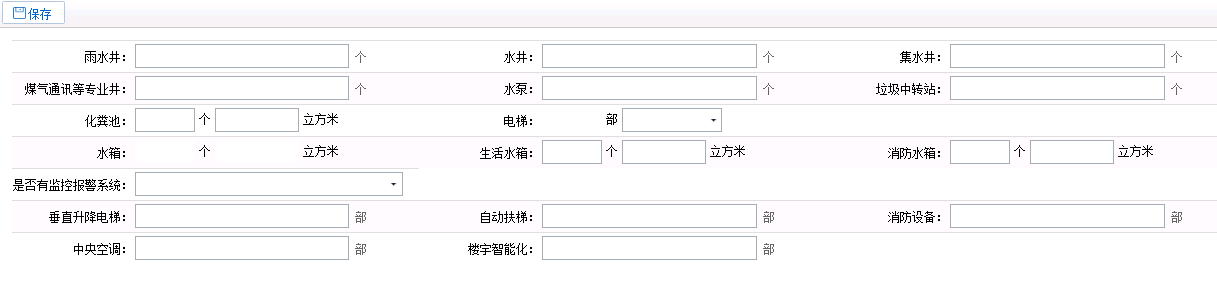 保存
雨水井： 个 水井： 个 集水井： 个
煤气通讯等专业井： 个 水泵： 个 垃圾中转站： 个
化粪池： 个 立方米 电梯： 部
水箱： 个 立方米 生活水箱： 个 立方米 消防水箱： 个 立方米
是否有监控报警系统：
垂直升降电梯： 部 自动扶梯： 部 消防设备： 部
中央空调： 部 楼宇智能化： 部